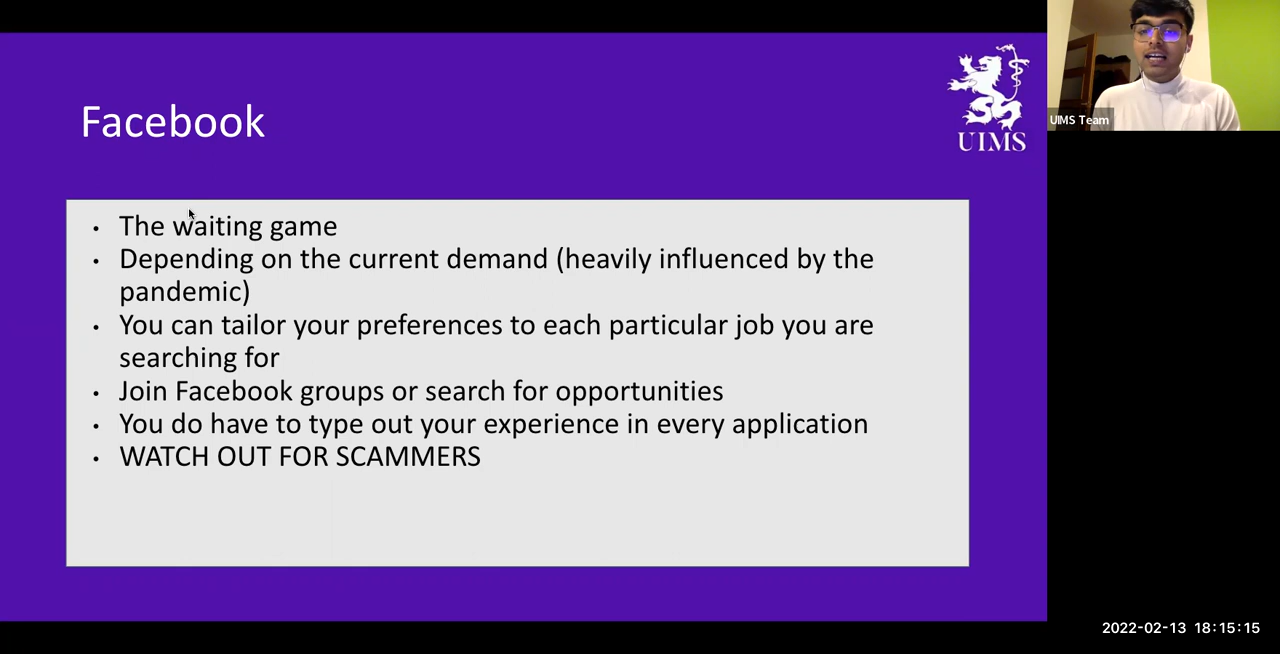 Facebook
UIMS
UIMS Team
• The waiting game
• Depending on the current demand (heavily influenced by the
pandemic)
• You can tailor your preferences to each particular job you are
searching for
• Join Facebook groups or search for opportunities
• You do have to type out your experience in every application
• WATCH OUT FOR SCAMMERS
2022-02-13 18:15:15